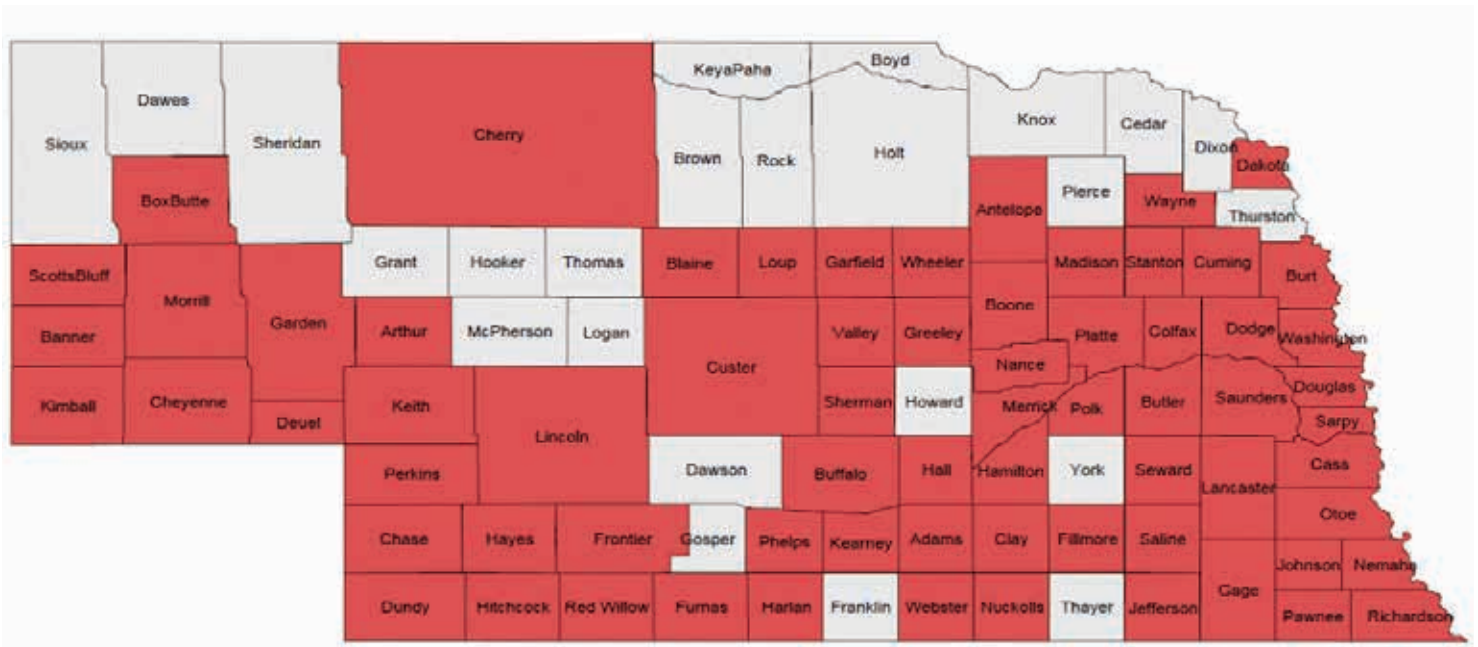 Sioux
Dawes
Sheridan
Cherry
KeyaPaha
Boyd
Brown
Rock
Holt
Knox
Cedar
Dixon
Dakota
BoxButte
Antelope
Pierce
Wayne
Thurston
ScottsBluff
Morrill
Garden
Grant
Hooker
Thomas
Blaine
Loup
Garfield
Wheeler
Madison
Stanton
Cuming
Burt
Banner
Arthur
McPherson
Logan
Custer
Valley
Greeley
Boone
Platte
Colfax
Dodge
Washington
Nance
Kimball
Cheyenne
Deuel
Keith
Lincoln
Sherman
Howard
Merrick
Polk
Butler
Saunders
Douglas
Sarpy
Perkins
Dawson
Buffalo
Hall
Hamilton
York
Seward
Lancaster
Cass
Otoe
Chase
Hayes
Frontier
Gosper
Phelps
Kearney
Adams
Clay
Fillmore
Saline
Gage
Johnson
Nemaha
Dundy
Hitchcock
Red Willow
Furnas
Harlan
Franklin
Webster
Nuckolls
Thayer
Jefferson
Pawnee
Richardson